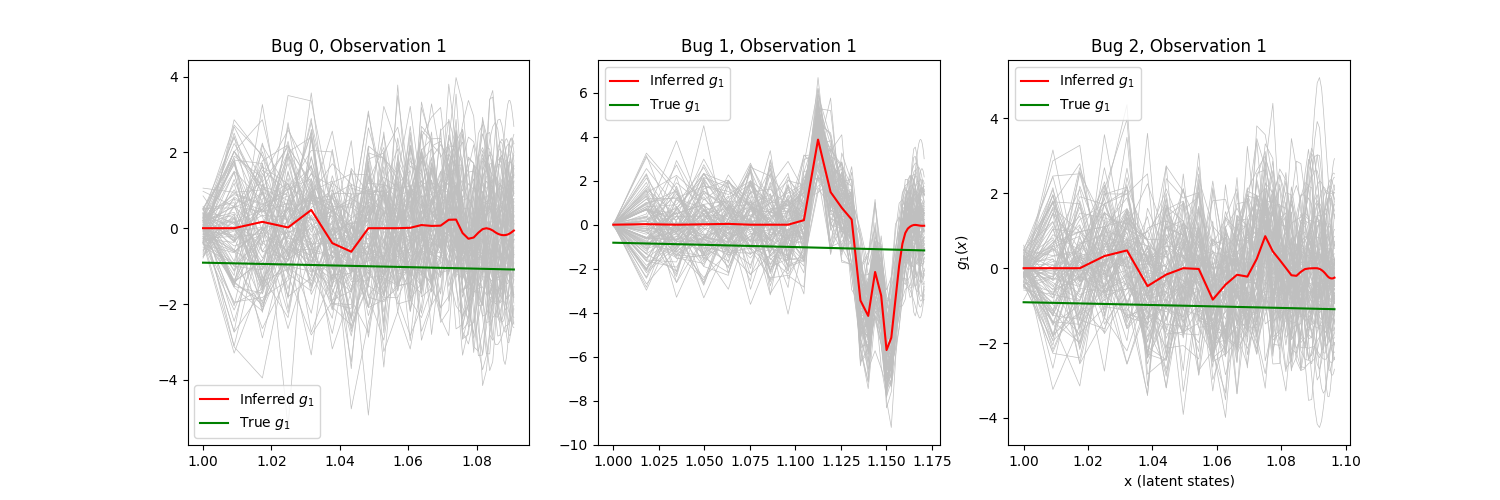 Bug 0, Observation 1
4
2
0
−2
−4
Inferred g₁
True g₁
1.00 1.02 1.04 1.06 1.08
Bug 1, Observation 1
Inferred g₁
True g₁
6
4
2
0
−2
−4
−6
−8
−10
1.000 1.025 1.050 1.075 1.100 1.125 1.150 1.175
Bug 2, Observation 1
Inferred g₁
True g₁
g₁(x)
4
2
0
−2
−4
1.00 1.02 1.04 1.06 1.08 1.10
x (latent states)